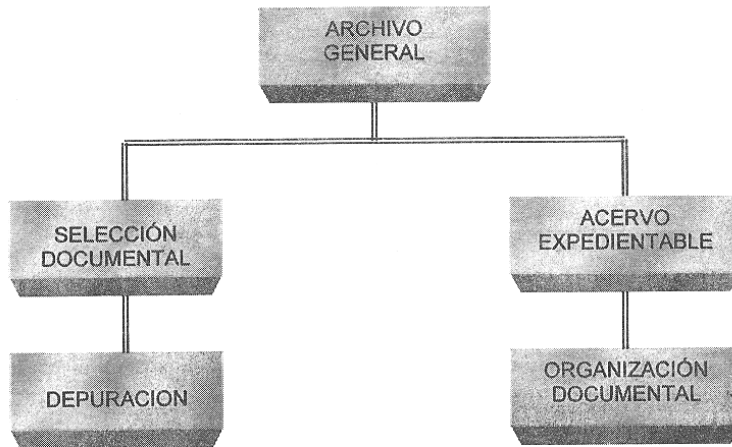 ARCHIVO
GENERAL
SELECCIÓN
DOCUMENTAL
ACERVO
EXPEDIENTABLE
DEPURACION
ORGANIZACIÓN
DOCUMENTAL